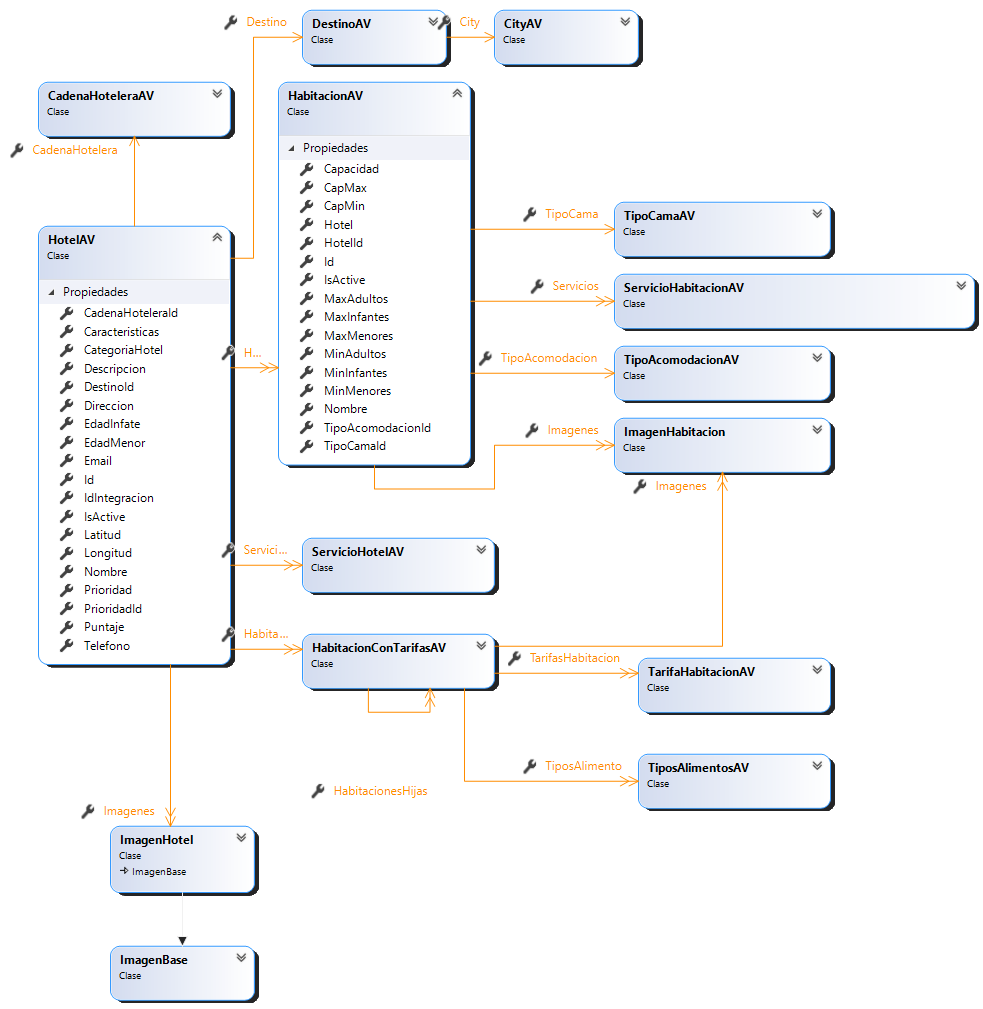 Destino
DestinoAV
Clase
City
CityAV
Clase
CadenaHoteleraAV
Clase
CadenaHotelera
HabitacionAV
Clase
Propiedades
Capacidad
CapMax
CapMin
Hotel
HotelId
Id
IsActive
MaxAdultos
MaxInfantes
MaxMenores
MinAdultos
MinInfantes
MinMenores
Nombre
TipoAcomodacionId
TipoCamaId
TipoCama
TipoCamaAV
Clase
Servicios
ServicioHabitacionAV
Clase
TipoAcomodacion
TipoAcomodacionAV
Clase
Imagenes
ImagenHabitacion
Clase
Imagenes
HotelAV
Clase
Propiedades
CadenaHoteleraId
Caracteristicas
CategoriaHotel
Descripcion
DestinoId
Direccion
EdadInfate
EdadMenor
Email
Id
IdIntegracion
IsActive
Latitud
Longitud
Nombre
Prioridad
PrioridadId
Puntaje
Telefono
H...
Servici...
ServicioHotelAV
Clase
Habita...
HabitacionConTarifasAV
Clase
TarifasHabitacion
TarifaHabitacionAV
Clase
TiposAlimento
TiposAlimentosAV
Clase
HabitacionesHijas
Imagenes
ImagenHotel
Clase
ImagenBase
ImagenBase
Clase